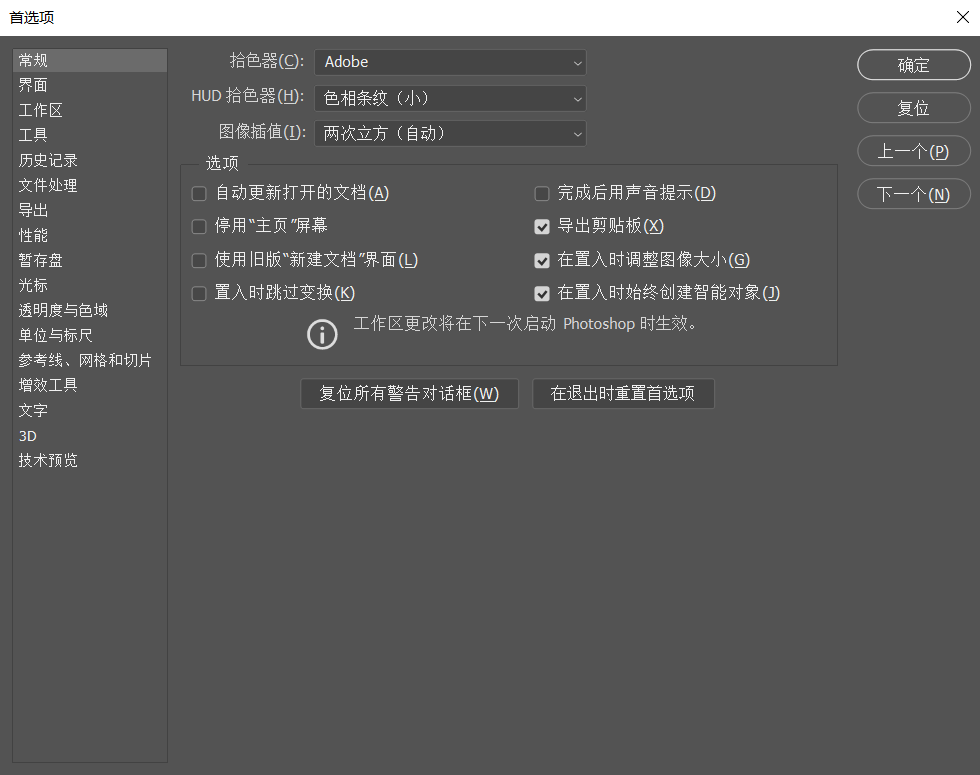 首选项
常规
界面
工作区
工具
历史记录
文件处理
导出
性能
暂存盘
光标
透明度与色域
单位与标尺
参考线、网格和切片
增效工具
文字
3D
技术预览
拾色器(C): Adobe
HUD 拾色器(H): 色相条纹（小）
图像插值(I): 两次立方（自动）
选项
自动更新打开的文档(A)
完成后用声音提示(D)
停用“主页”屏幕
导出剪贴板(X)
使用旧版“新建文档”界面(L)
在置入时调整图像大小(G)
置入时跳过变换(K)
在置入时始终创建智能对象(J)
工作区更改将在下一次启动 Photoshop 时生效。
复位所有警告对话框(W)
在退出时重置首选项
确定
复位
上一个(P)
下一个(N)